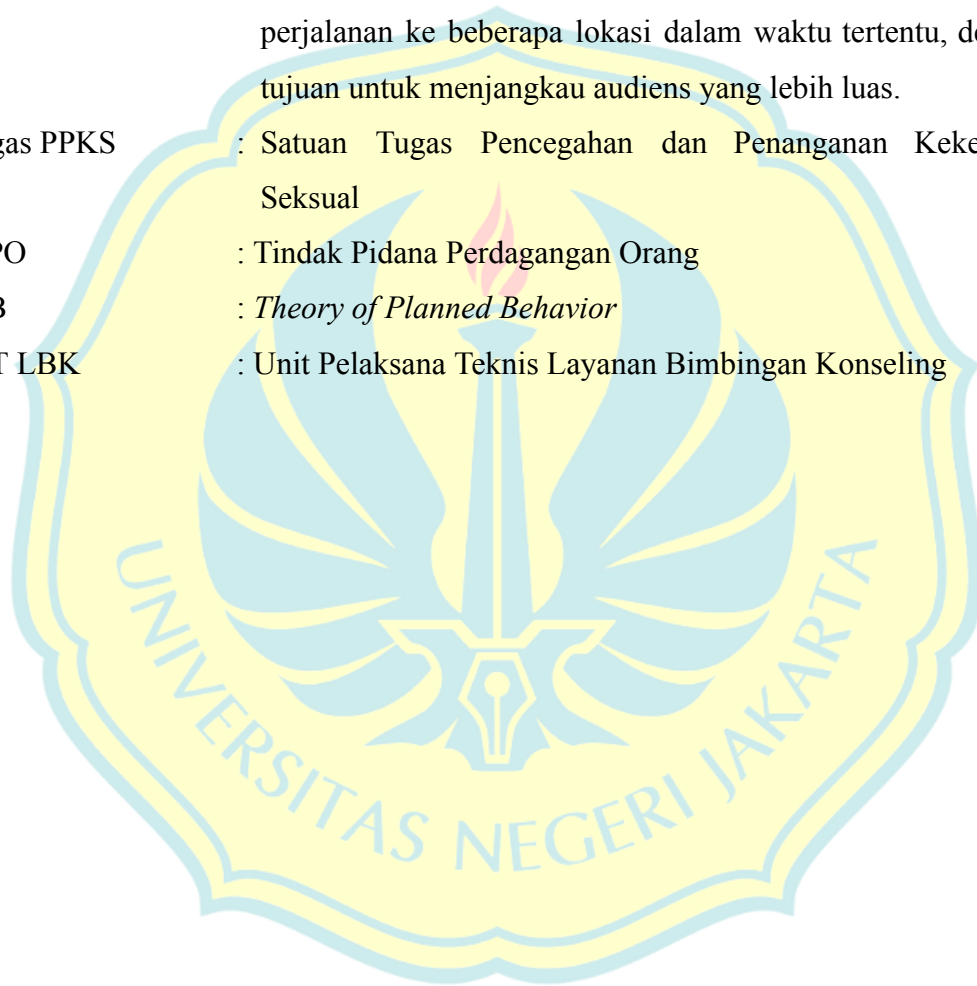 perjalanan ke beberapa lokasi dalam waktu tertentu,
tujuan untuk menjangkau audiens yang lebih luas.
gas PPKS : Satuan Tugas Pencegahan dan Penanganan Keke
Seksual
PO : Tindak Pidana Perdagangan Orang
B : Theory of Planned Behavior
T LBK : Unit Pelaksana Teknis Layanan Bimbingan Konseling
UNIVERSITAS NEGERI JAKARTA